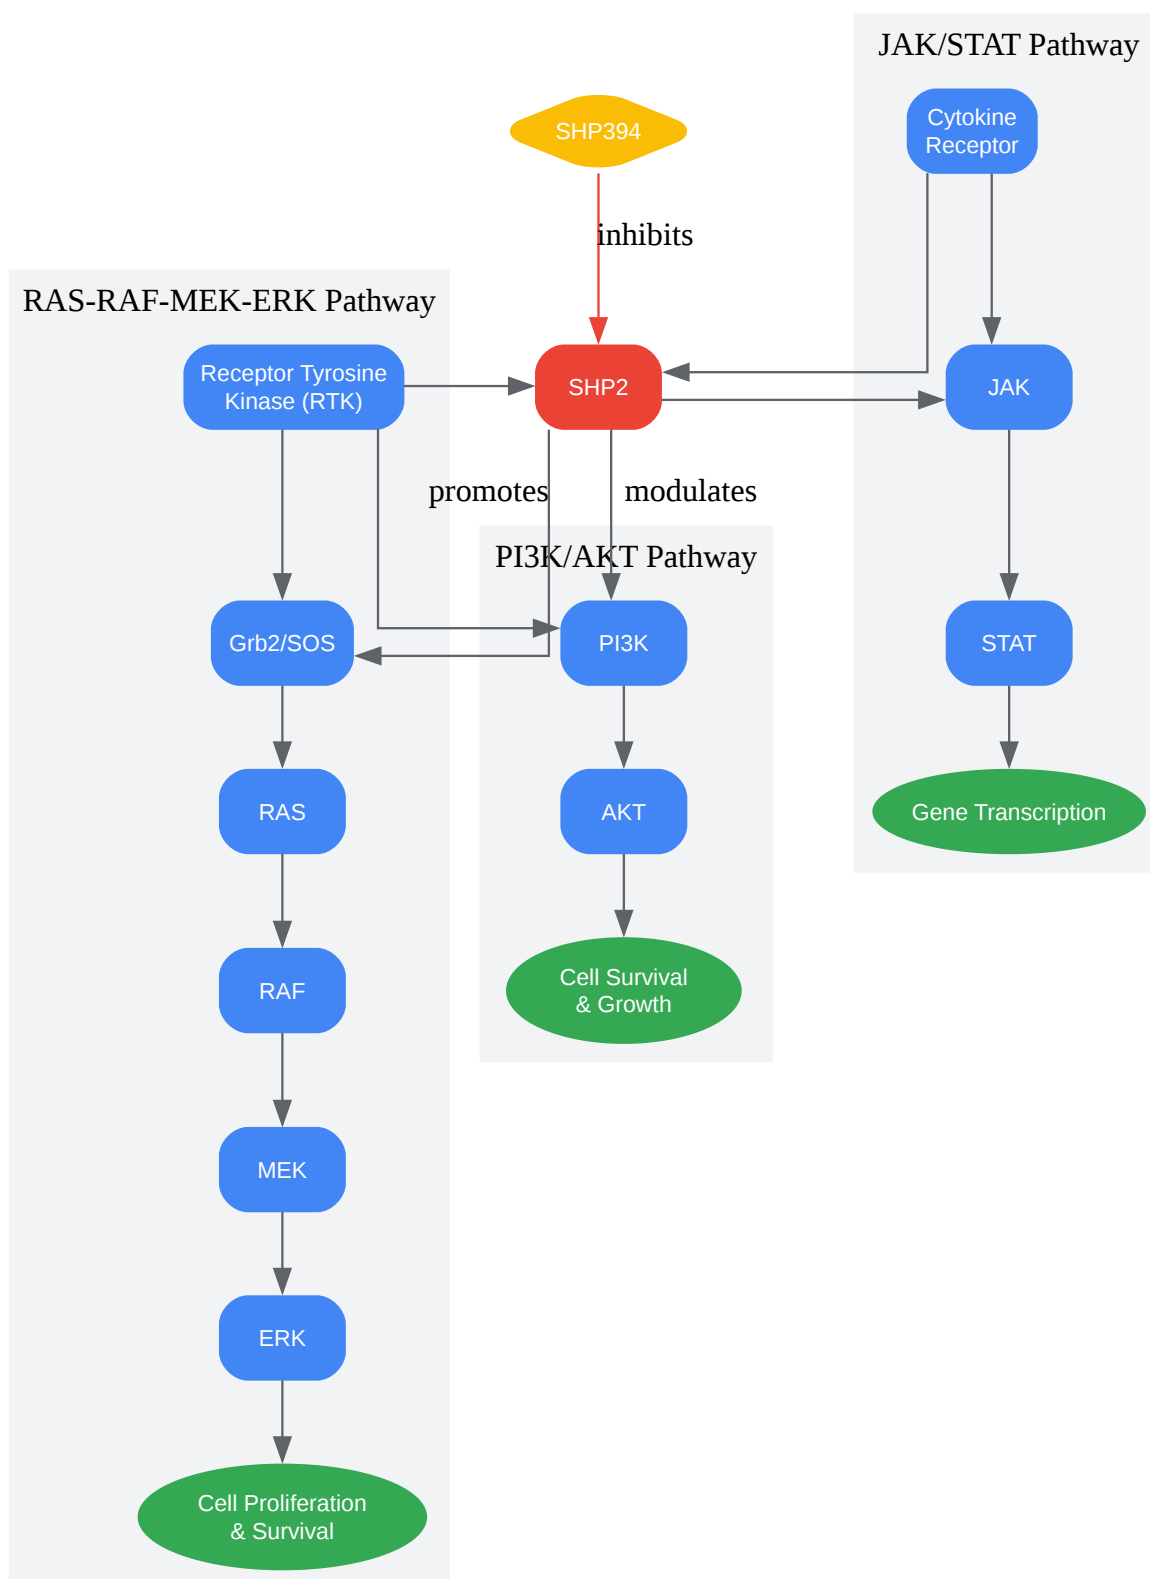 JAK/STAT Pathway
SHP394
Cytokine
Receptor
inhibits
RAS-RAF-MEK-ERK Pathway
Receptor Tyrosine
Kinase (RTK)
SHP2
JAK
promotes
modulates
PI3K/AKT Pathway
Grb2/SOS
PI3K
STAT
RAS
AKT
Gene Transcription
RAF
Cell Survival
& Growth
MEK
ERK
Cell Proliferation
& Survival